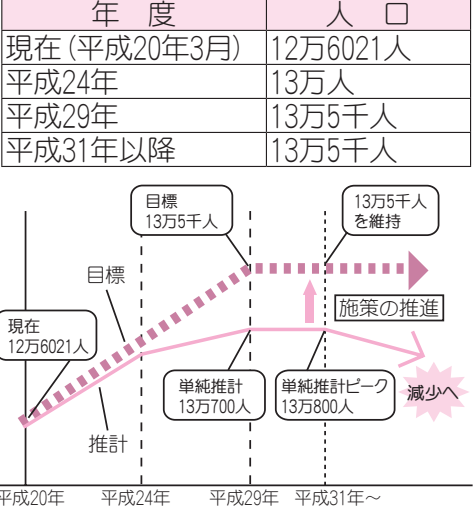 年度 人口
現在(平成20年3月) 12万6021人
平成24年 13万人
平成29年 13万5千人
平成31年以降 13万5千人
目標
13万5千人
13万5千人
を維持
目標
施策の推進
現在
12万6021人
単純推計
13万700人
単純推計ピーク
13万800人
減少へ
推計
平成20年 平成24年 平成29年 平成31年～